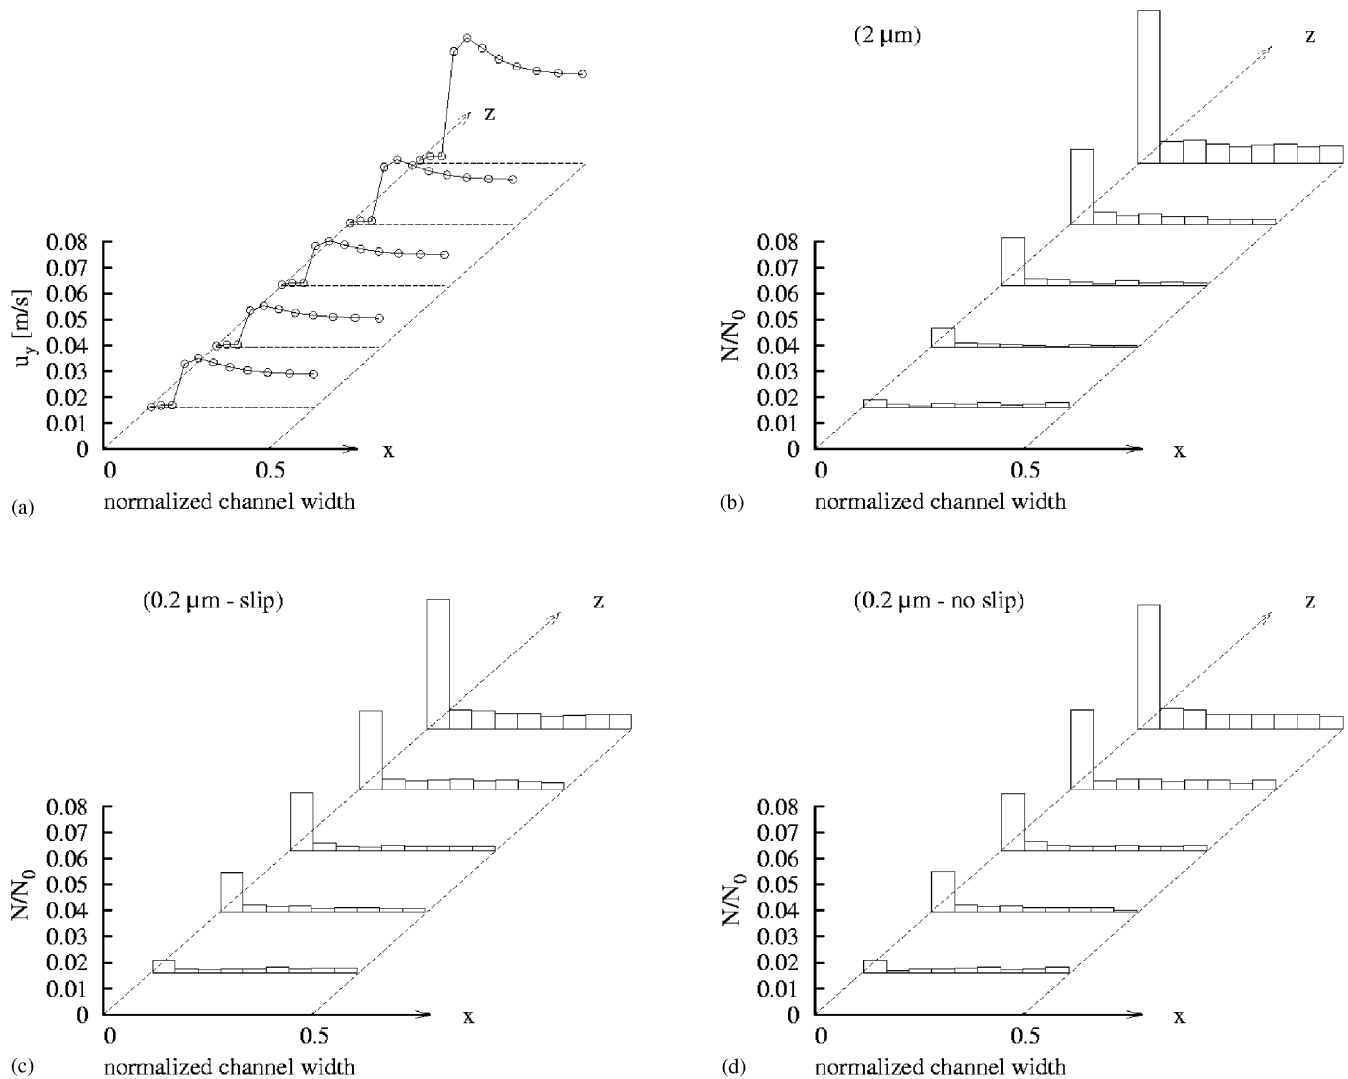 z
0.08
0.07
0.06
0.05
0.04
0.03
0.02
0.01
0
u_y [m/s]
0
0.5
x
normalized channel width
(a)
(2 μm)
z
0.08
0.07
0.06
0.05
0.04
0.03
0.02
0.01
0
N/N_0
0
0.5
x
normalized channel width
(b)
(0.2 μm - slip)
z
0.08
0.07
0.06
0.05
0.04
0.03
0.02
0.01
0
N/N_0
0
0.5
x
normalized channel width
(c)
(0.2 μm - no slip)
z
0.08
0.07
0.06
0.05
0.04
0.03
0.02
0.01
0
N/N_0
0
0.5
x
normalized channel width
(d)